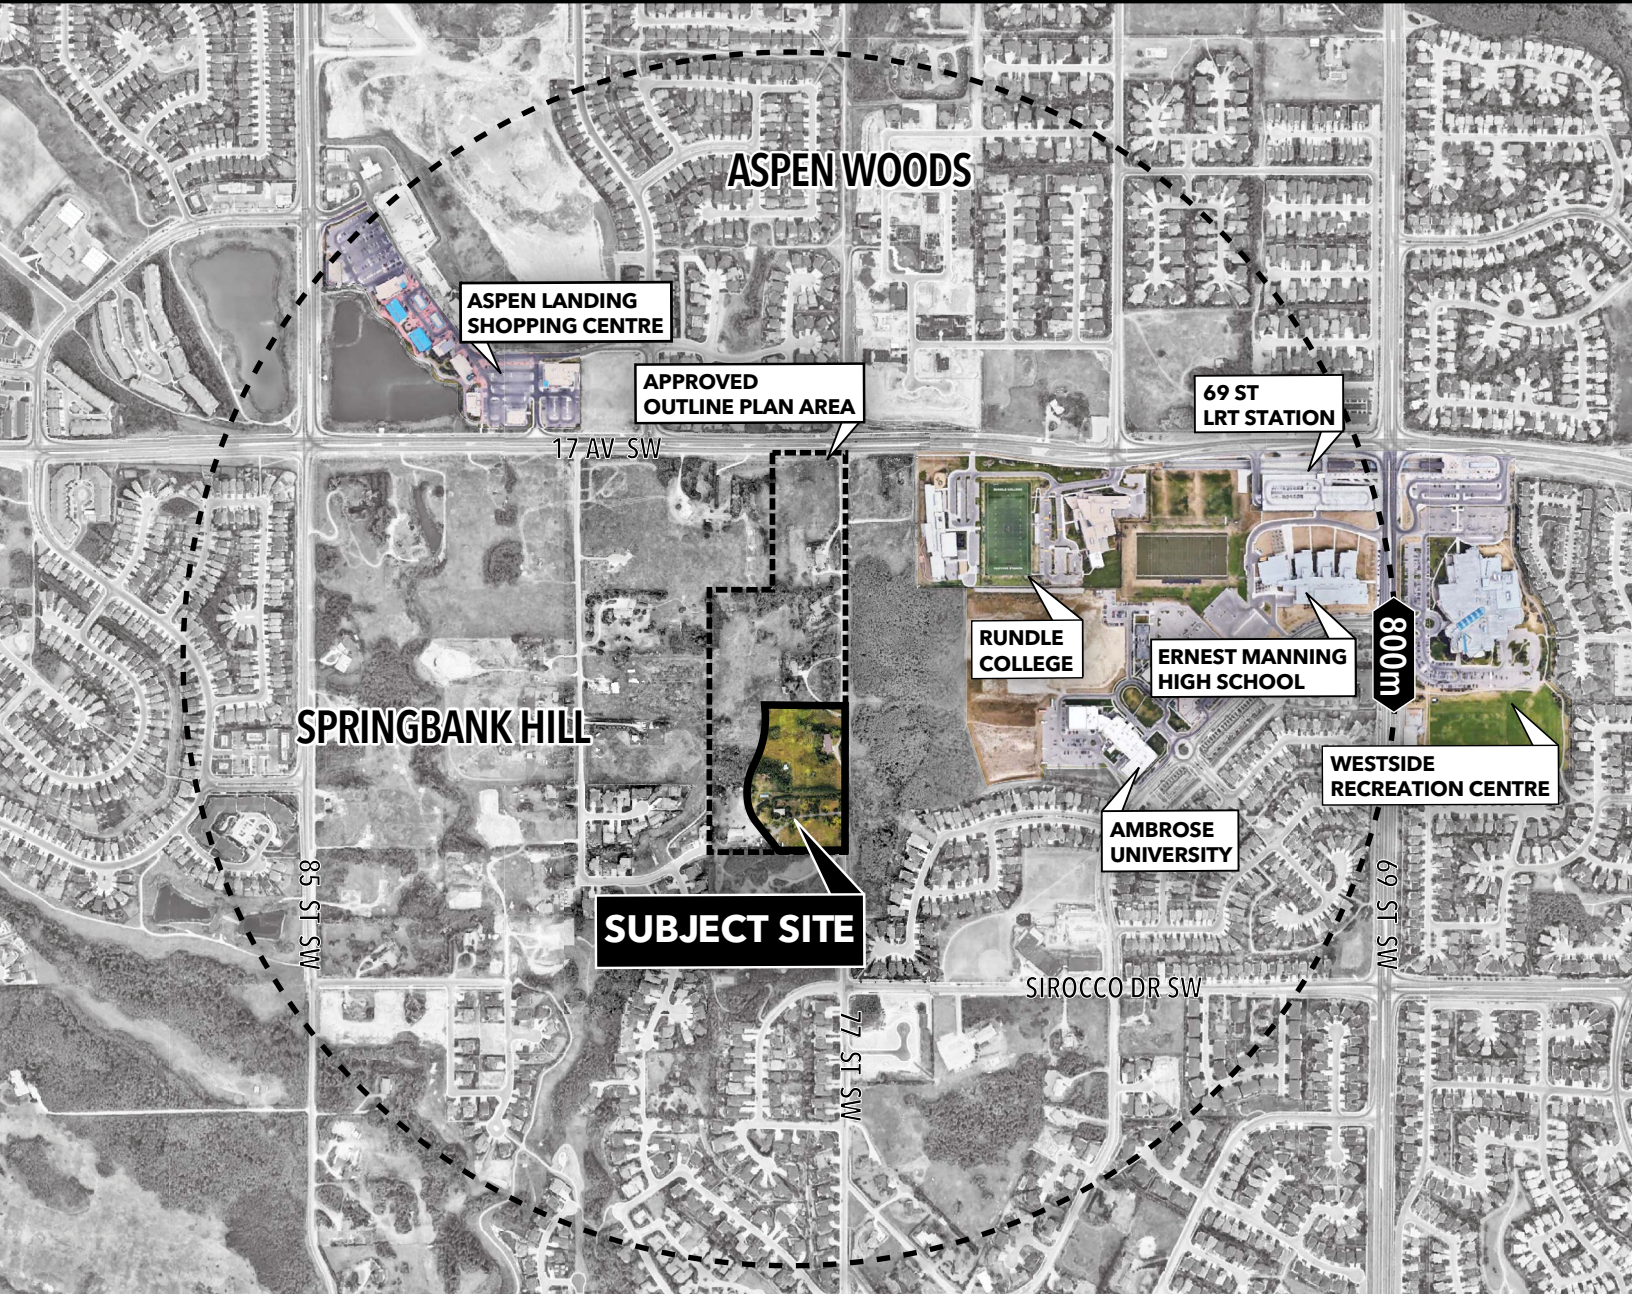 ASPEN WOODS
ASPEN LANDING
SHOPPING CENTRE
APPROVED
OUTLINE PLAN AREA
69 ST
LRT STATION
17 AV SW
RUNDLE
COLLEGE
ERNEST MANNING
HIGH SCHOOL
800m
SPRINGBANK HILL
WESTSIDE
RECREATION CENTRE
AMBROSE
UNIVERSITY
85 ST SW
SUBJECT SITE
69 ST SW
SIROCCO DR SW
77 ST SW